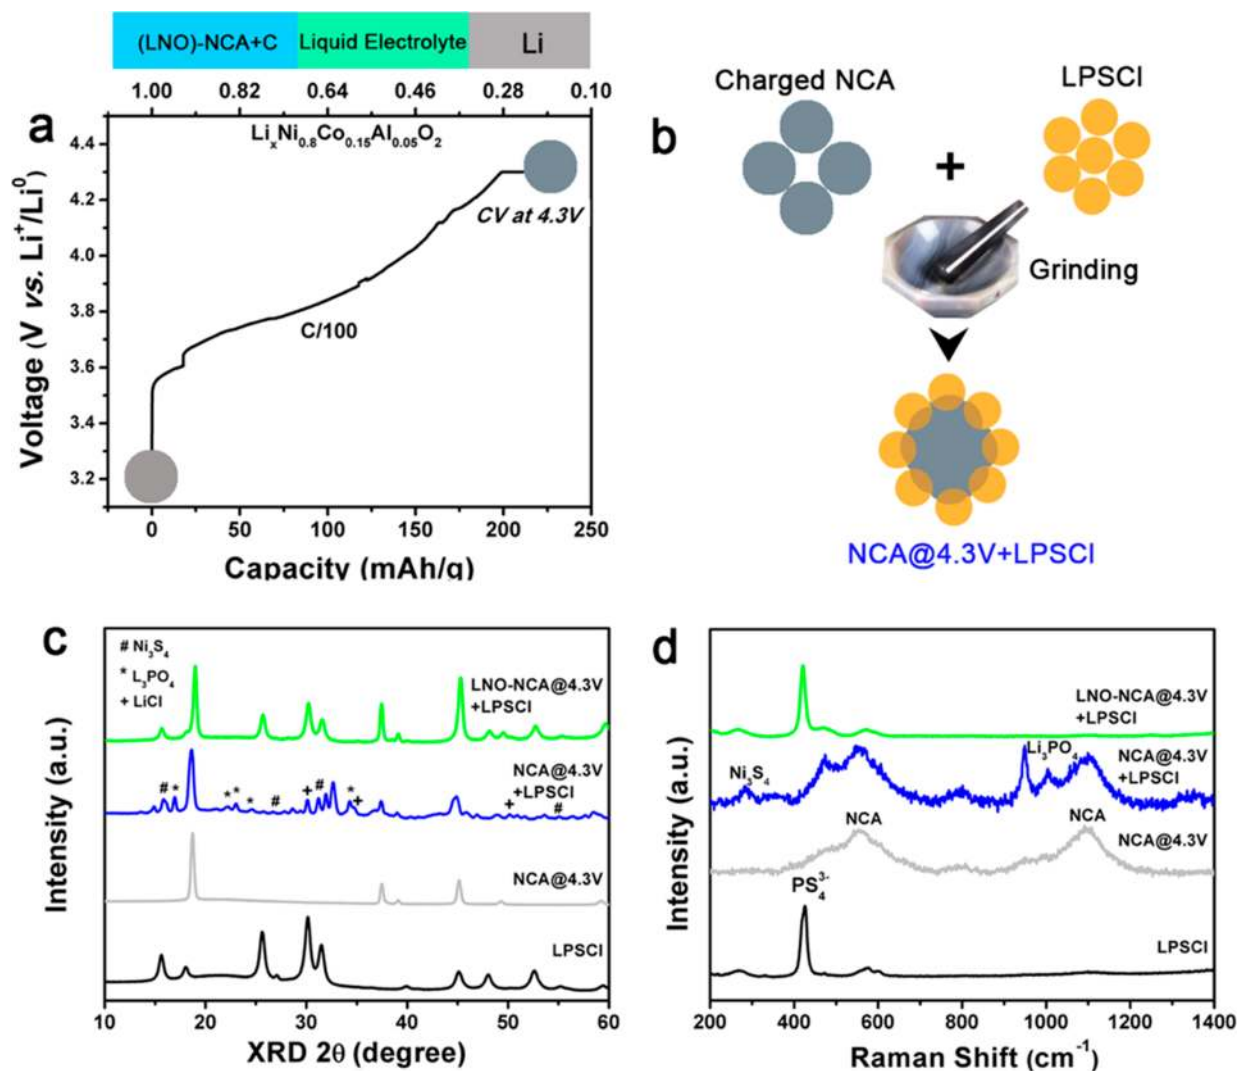 (LNO)-NCA+C Liquid Electrolyte Li
1.00 0.82 0.64 0.46 0.28 0.10
a
LiₓNi₀.₈Co₀.₁₅Al₀.₀₅O₂
4.4
4.2
4.0
3.8
3.6
3.4
3.2
Voltage (V vs. Li⁺/Li⁰)
CV at 4.3V
C/100
0 50 100 150 200 250
Capacity (mAh/g)
b
Charged NCA
LPSCl
+
Grinding
NCA@4.3V+LPSCl
c
# Ni₃S₄
* L₃PO₄
+ LiCl
LNO-NCA@4.3V
+LPSCl
NCA@4.3V
+LPSCl
# * * * * # + # * + + #
NCA@4.3V
LPSCl
Intensity (a.u.)
10 20 30 40 50 60
XRD 2θ (degree)
d
LNO-NCA@4.3V
+LPSCl
Ni₃S₄
Li₃PO₄
NCA@4.3V
+LPSCl
NCA
NCA
NCA@4.3V
PS₄³⁻
LPSCl
Intensity (a.u.)
200 400 600 800 1000 1200 1400
Raman Shift (cm⁻¹)